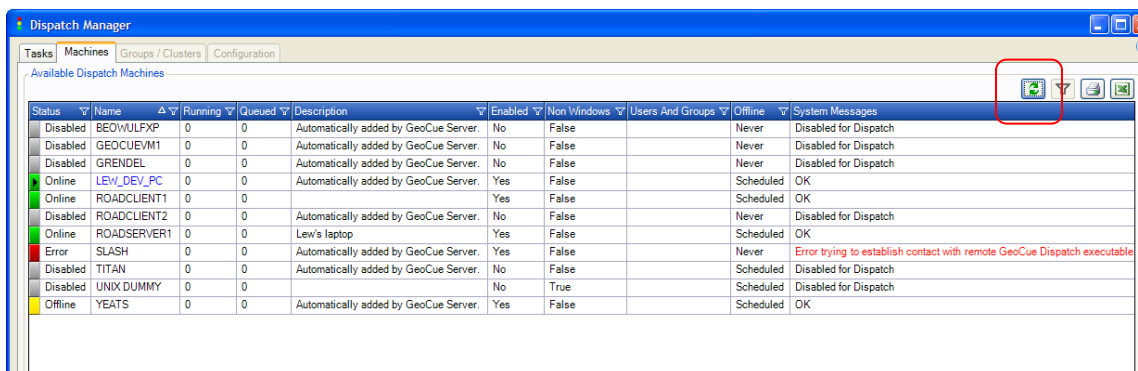 Dispatch Manager
Tasks Machines Groups / Clusters Configuration
Available Dispatch Machines
Status Name Running Queued Description Enabled Non Windows Users And Groups Offline System Messages
Disabled BEOWULFXP 0 0 Automatically added by GeoCue Server. No False Never Disabled for Dispatch
Disabled GEOCUEVM1 0 0 Automatically added by GeoCue Server. No False Never Disabled for Dispatch
Disabled GRENDEL 0 0 Automatically added by GeoCue Server. No False Never Disabled for Dispatch
Online LEW_DEV_PC 0 0 Automatically added by GeoCue Server. Yes False Scheduled OK
Online ROADCLIENT1 0 0 Yes False Scheduled OK
Disabled ROADCLIENT2 0 0 Automatically added by GeoCue Server. No False Never Disabled for Dispatch
Online ROADSERVER1 0 0 Lew's laptop Yes False Scheduled OK
Error SLASH 0 0 Automatically added by GeoCue Server. Yes False Never Error trying to establish contact with remote GeoCue Dispatch executable
Disabled TITAN 0 0 Automatically added by GeoCue Server. No False Scheduled Disabled for Dispatch
Disabled UNIX DUMMY 0 0 No True Scheduled Disabled for Dispatch
Offline YEATS 0 0 Automatically added by GeoCue Server. Yes False Scheduled OK